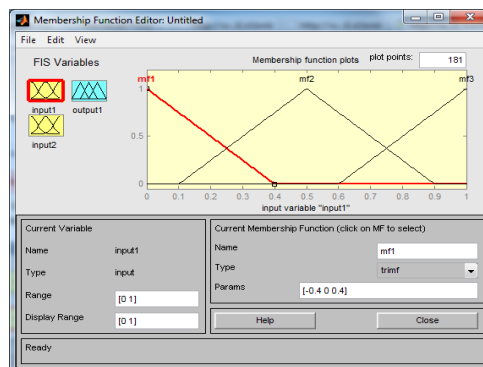 Membership Function Editor: Untitled
File Edit View
FIS Variables
Membership function plots plot points: 181
mf1 mf2 mf3
1
0.5
0
0 0.1 0.2 0.3 0.4 0.5 0.6 0.7 0.8 0.9 1
input variable "input1"
input1 output1
input2
Current Variable
Name input1
Type input
Range [0 1]
Display Range [0 1]
Current Membership Function (click on MF to select)
Name mf1
Type trimf
Params [-0.4 0 0.4]
Help Close
Ready